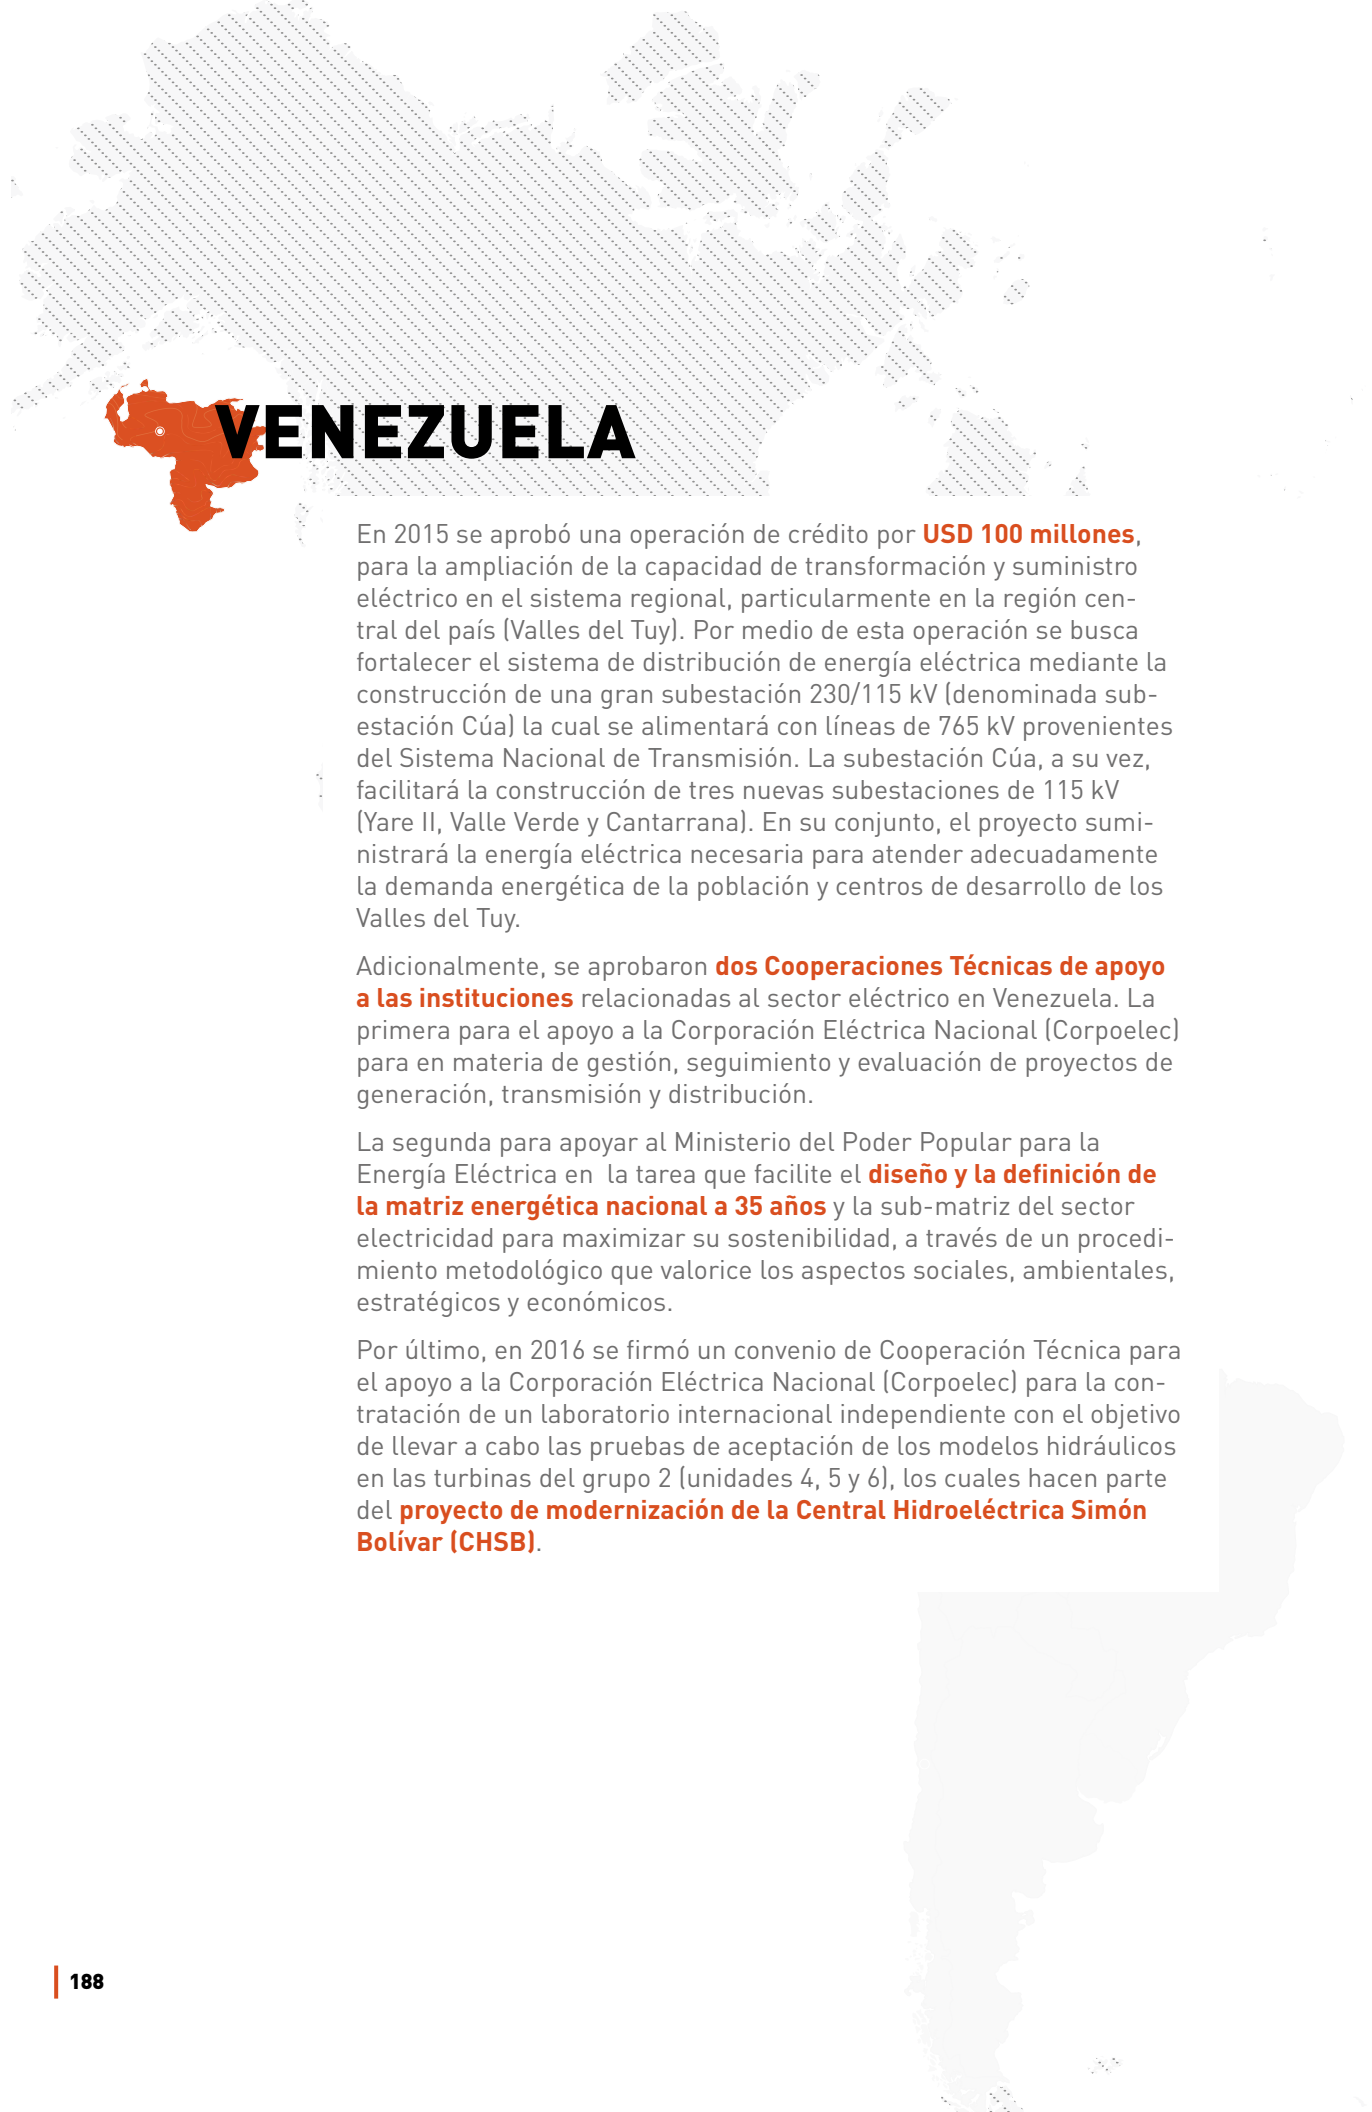 VENEZUELA
En 2015 se aprobó una operación de crédito por USD 100 millones,
para la ampliación de la capacidad de transformación y suministro
eléctrico en el sistema regional, particularmente en la región cen-
tral del país (Valles del Tuy). Por medio de esta operación se busca
fortalecer el sistema de distribución de energía eléctrica mediante la
construcción de una gran subestación 230/115 kV (denominada sub-
estación Cúa) la cual se alimentará con líneas de 765 kV provenientes
del Sistema Nacional de Transmisión. La subestación Cúa, a su vez,
facilitará la construcción de tres nuevas subestaciones de 115 kV
(Yare II, Valle Verde y Cantarrana). En su conjunto, el proyecto sumi-
nistrará la energía eléctrica necesaria para atender adecuadamente
la demanda energética de la población y centros de desarrollo de los
Valles del Tuy.
Adicionalmente, se aprobaron dos Cooperaciones Técnicas de apoyo
a las instituciones relacionadas al sector eléctrico en Venezuela. La
primera para el apoyo a la Corporación Eléctrica Nacional (Corpoelec)
para en materia de gestión, seguimiento y evaluación de proyectos de
generación, transmisión y distribución.
La segunda para apoyar al Ministerio del Poder Popular para la
Energía Eléctrica en  la tarea que facilite el diseño y la definición de
la matriz energética nacional a 35 años y la sub-matriz del sector
electricidad para maximizar su sostenibilidad, a través de un procedi-
miento metodológico que valorice los aspectos sociales, ambientales,
estratégicos y económicos.
Por último, en 2016 se firmó un convenio de Cooperación Técnica para
el apoyo a la Corporación Eléctrica Nacional (Corpoelec) para la con-
tratación de un laboratorio internacional independiente con el objetivo
de llevar a cabo las pruebas de aceptación de los modelos hidráulicos
en las turbinas del grupo 2 (unidades 4, 5 y 6), los cuales hacen parte
del proyecto de modernización de la Central Hidroeléctrica Simón
Bolívar (CHSB).
188